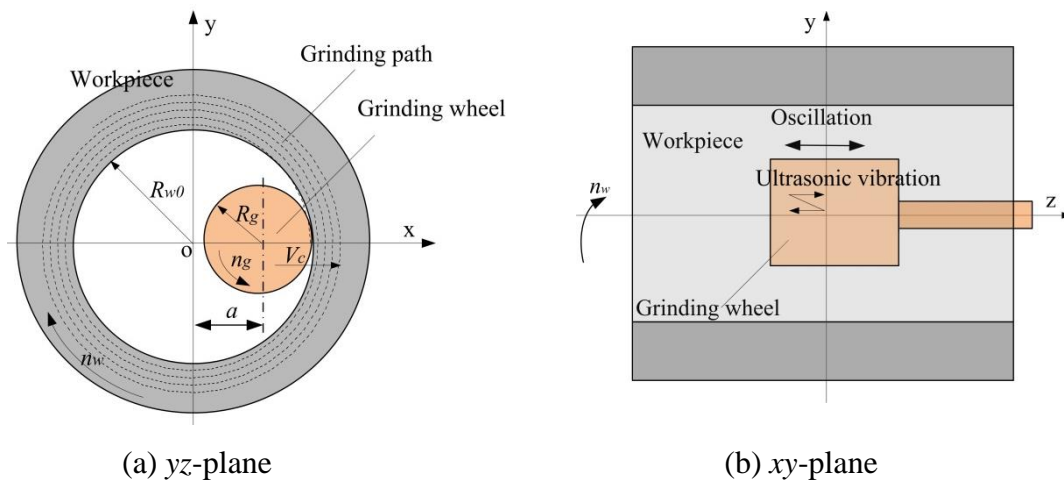 y
Workpiece
Grinding path
Grinding wheel
Rw0
Rg
x
o
ng
Vc
a
nw
(a) yz-plane
y
Oscillation
Workpiece
Ultrasonic vibration
nw
z
Grinding wheel
(b) xy-plane